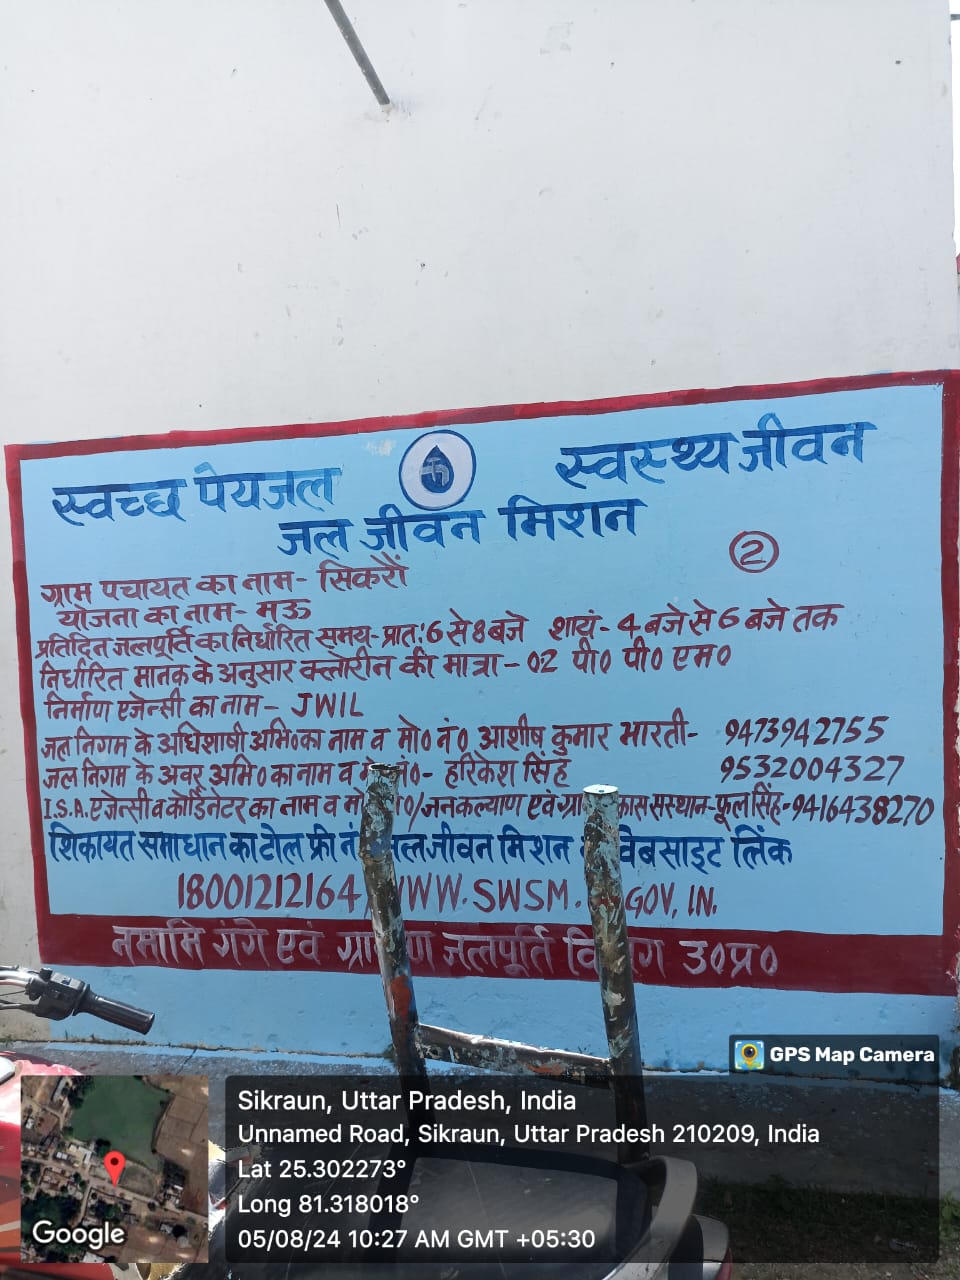 स्वच्छ पेयजल स्वस्थ्य जीवन
जल जीवन मिशन
2
ग्राम पचायत का नाम- सिकरौं
योजना का नाम- मऊ
प्रतिदिन जलापूर्ति का निर्धारित समय-प्रात: 6 से 8 बजे शायं- 4 बजे से 6 बजे तक
निर्धारित मानक के अनुसार क्लोरीन की मात्रा - 02 पी० पी० एम०
निर्माण एजेन्सी का नाम- JWIL
जल निगम के अधिशाषी अभि० का नाम व मो० नं० आशीष कुमार भारती- 9473942755
जल निगम के अवर अभि० का नाम व - हरिकेश सिंह 9532004327
I.S.A. एजेन्सी व कोर्डिनेटर का नाम व /जनकल्याण एवं सस्थान-फूल सिंह-9416438270
शिकायत समाधान का टोल फ्री जीवन मिशन वेबसाइट लिंक
18001212164 WWW.SWSM. GOV.IN.
नमामि गंगे एवं जलपूर्ति उ०प्र०
GPS Map Camera
Sikraun, Uttar Pradesh, India
Unnamed Road, Sikraun, Uttar Pradesh 210209, India
Lat 25.302273°
Long 81.318018°
05/08/24 10:27 AM GMT +05:30
Google